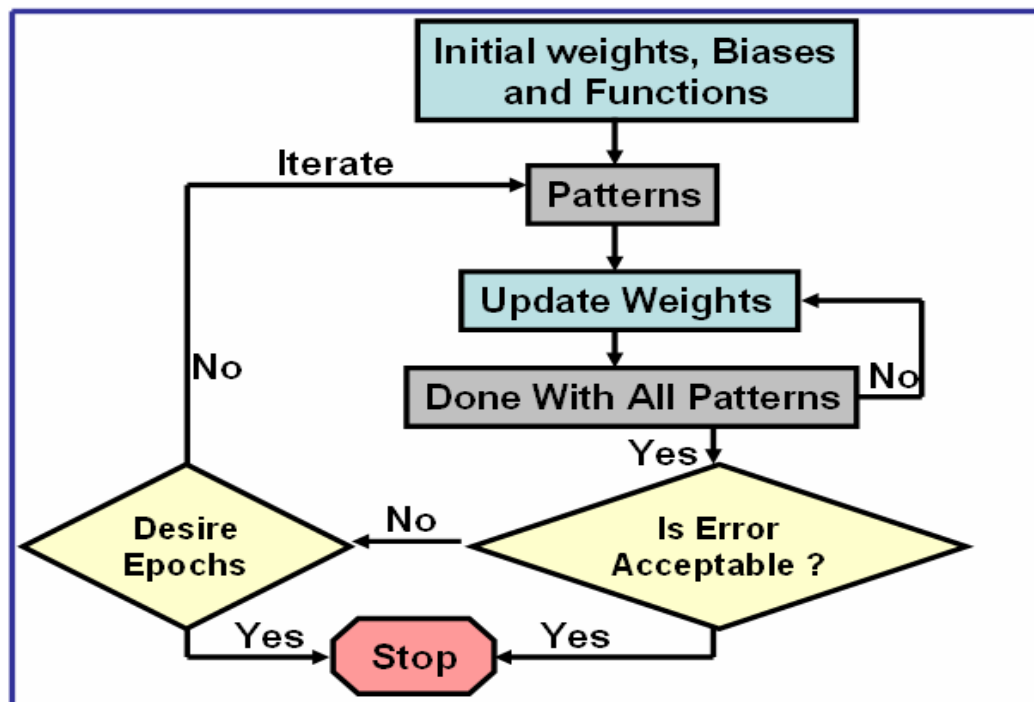 Initial weights, Biases
and Functions
Iterate
Patterns
Update Weights
No
No
Done With All Patterns
Yes
Desire
Epochs
No
Is Error
Acceptable ?
Yes
Stop
Yes